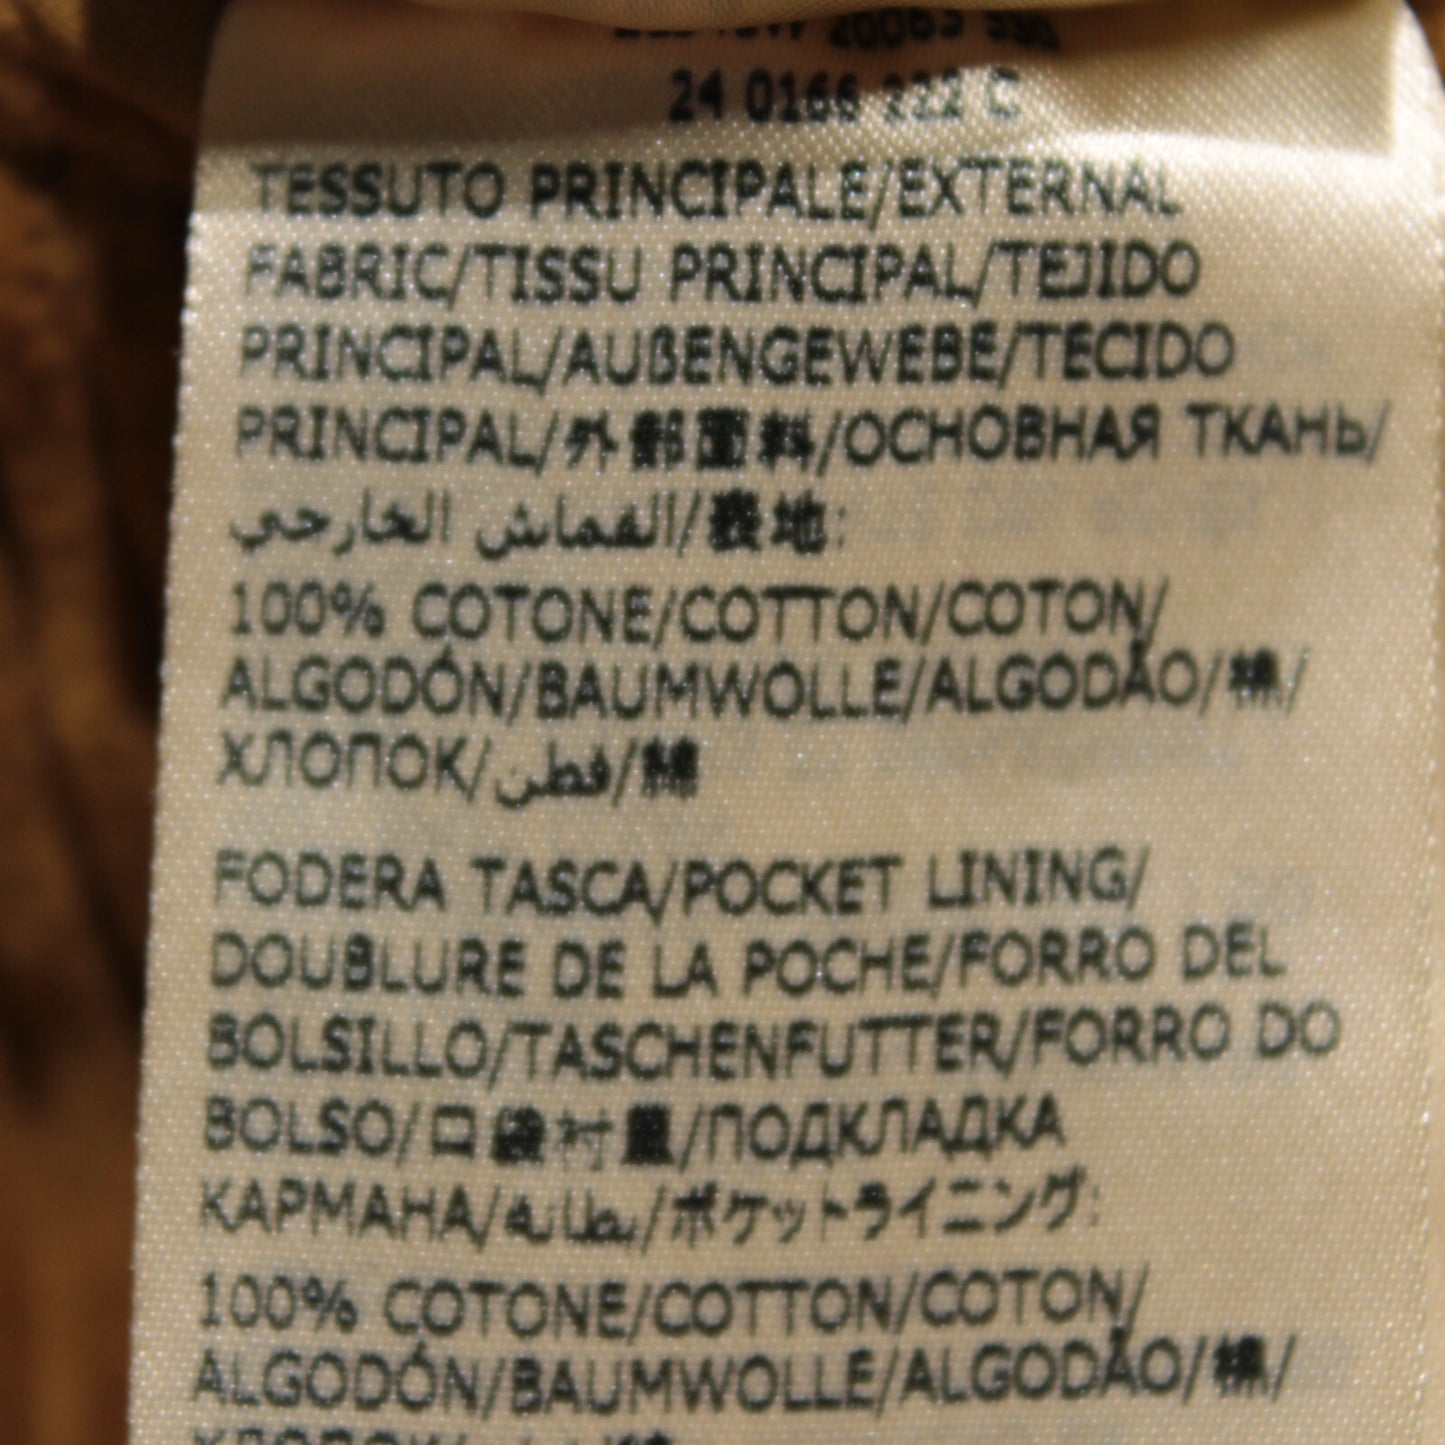 24 0166 222 C
TESSUTO PRINCIPALE/EXTERNAL
FABRIC/TISSU PRINCIPAL/TEJIDO
PRINCIPAL/AUßENGEWEBE/TECIDO
PRINCIPAL/外部面料/ОСНОВНАЯ ТКАНЬ/
القماش الخارجي/表地:
100% COTONE/COTTON/COTON/
ALGODÓN/BAUMWOLLE/ALGODÃO/棉/
ХЛОПОК/قطن/綿
FODERA TASCA/POCKET LINING/
DOUBLURE DE LA POCHE/FORRO DEL
BOLSILLO/TASCHENFUTTER/FORRO DO
BOLSO/口袋衬里/ПОДКЛАДКА
КАРМАНА/بطانة/ポケットライニング:
100% COTONE/COTTON/COTON/
ALGODÓN/BAUMWOLLE/ALGODÃO/棉/